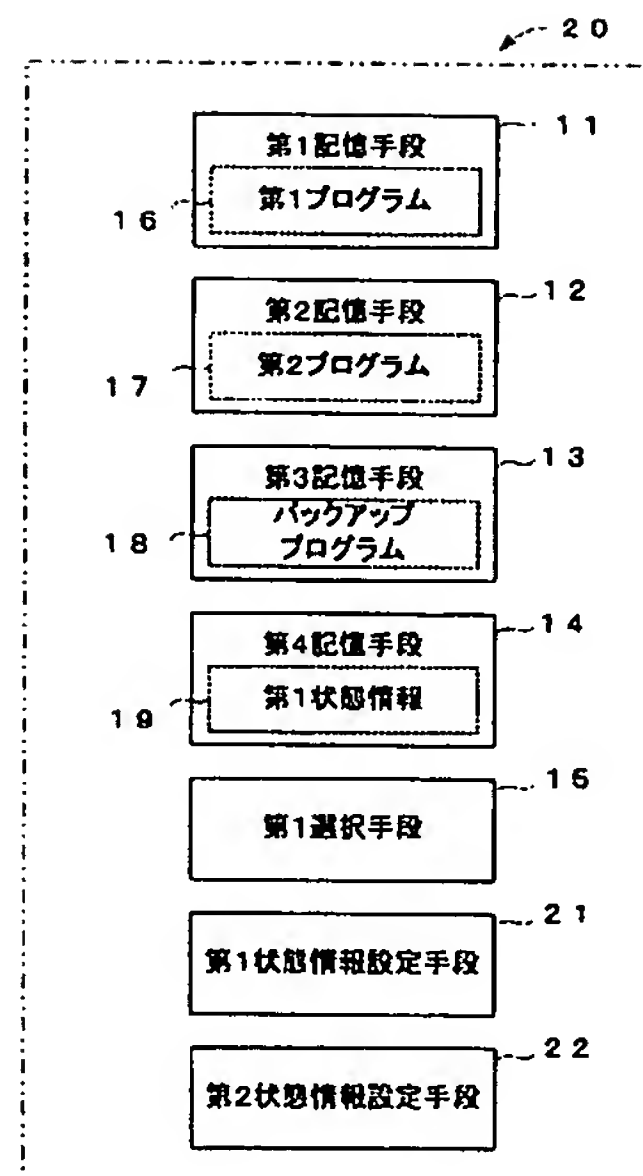 20
11
第1記憶手段
第1プログラム
16
12
第2記憶手段
第2プログラム
17
13
第3記憶手段
バックアップ
プログラム
18
14
第4記憶手段
第1状態情報
19
15
第1選択手段
21
第1状態情報設定手段
22
第2状態情報設定手段